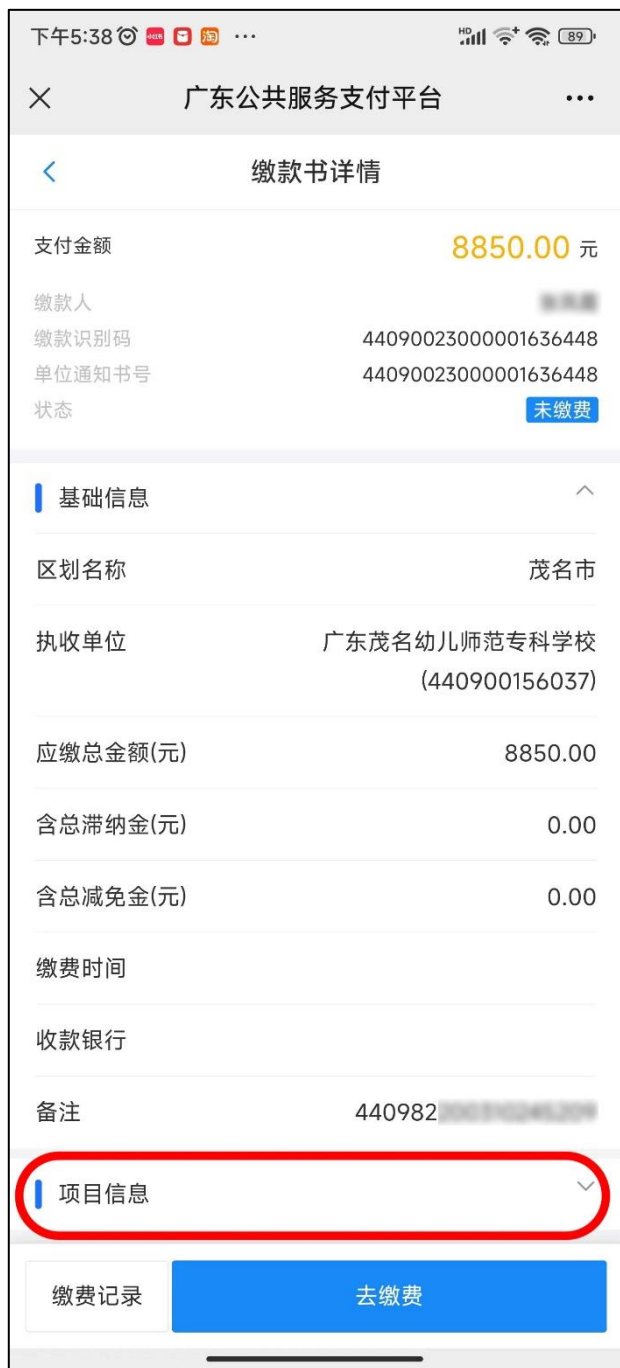 下午5:38
HD
89
广东公共服务支付平台
缴款书详情
支付金额 8850.00 元
缴款人
缴款识别码 44090023000001636448
单位通知书号 44090023000001636448
状态 未缴费
基础信息
区划名称 茂名市
执收单位 广东茂名幼儿师范专科学校
(440900156037)
应缴总金额(元) 8850.00
含总滞纳金(元) 0.00
含总减免金(元) 0.00
缴费时间
收款银行
备注 440982
项目信息
缴费记录 去缴费